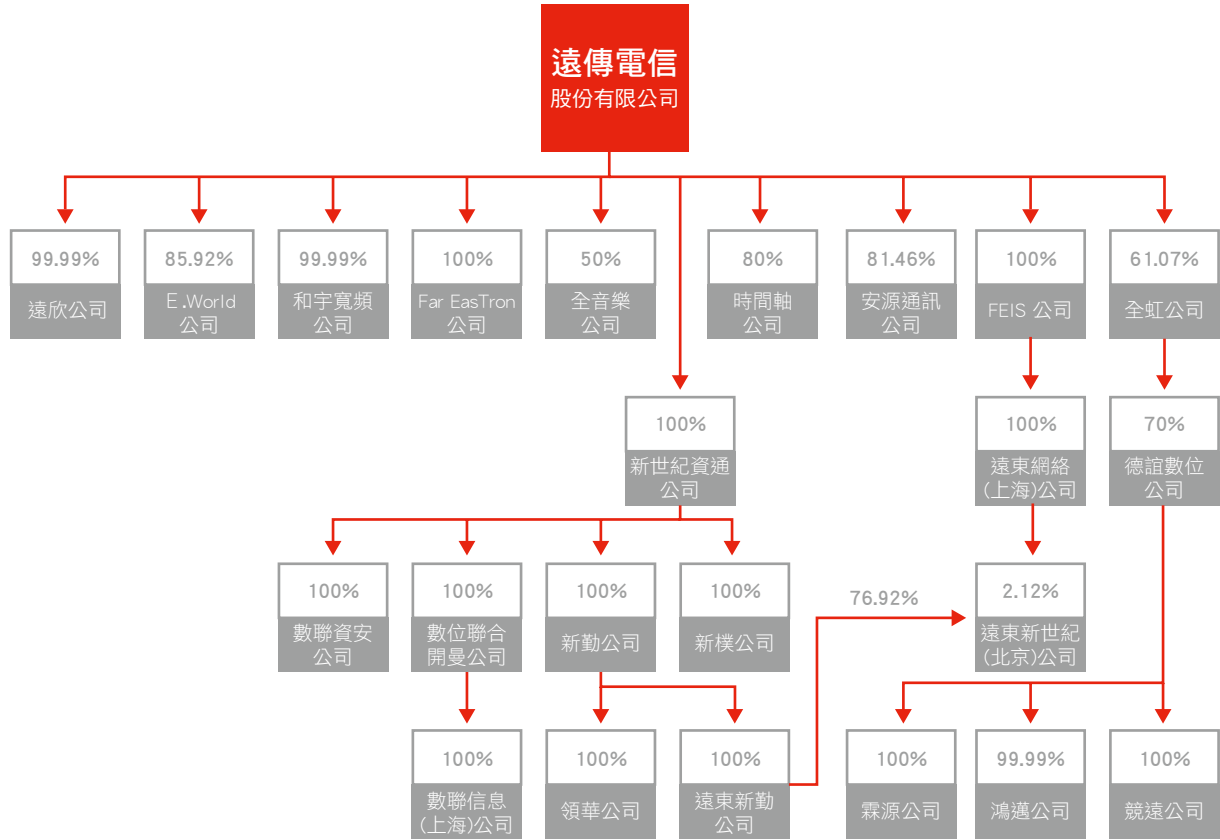 遠傳電信
股份有限公司
99.99%
遠欣公司
85.92%
E.World
公司
99.99%
和宇寬頻
公司
100%
Far EasTron
公司
50%
全音樂
公司
80%
時間軸
公司
81.46%
安源通訊
公司
100%
FEIS 公司
61.07%
全虹公司
100%
新世紀資通
公司
100%
遠東網絡
(上海)公司
70%
德誼數位
公司
100%
數聯資安
公司
100%
數位聯合
開曼公司
100%
新勤公司
100%
新樸公司
76.92%
2.12%
遠東新世紀
(北京)公司
100%
數聯信息
(上海)公司
100%
領華公司
100%
遠東新勤
公司
100%
霖源公司
99.99%
鴻邁公司
100%
競遠公司